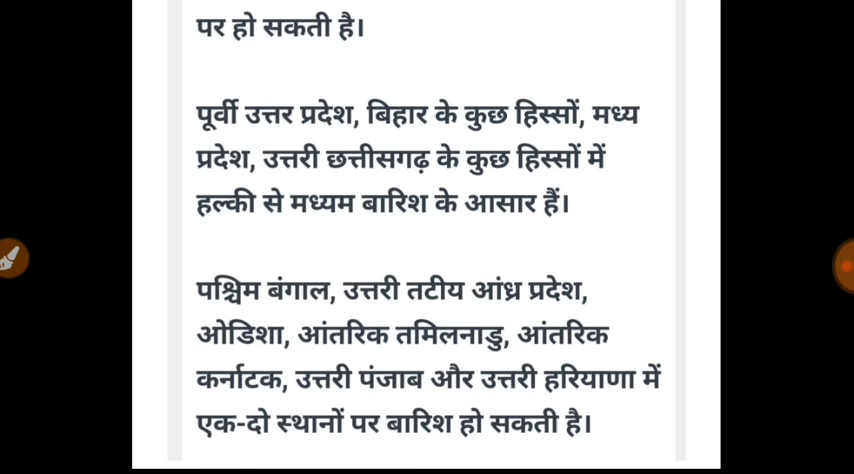 पर हो सकती है।
पूर्वी उत्तर प्रदेश, बिहार के कुछ हिस्सों, मध्य
प्रदेश, उत्तरी छत्तीसगढ़ के कुछ हिस्सों में
हल्की से मध्यम बारिश के आसार हैं।
पश्चिम बंगाल, उत्तरी तटीय आंध्र प्रदेश,
ओडिशा, आंतरिक तमिलनाडु, आंतरिक
कर्नाटक, उत्तरी पंजाब और उत्तरी हरियाणा में
एक-दो स्थानों पर बारिश हो सकती है।